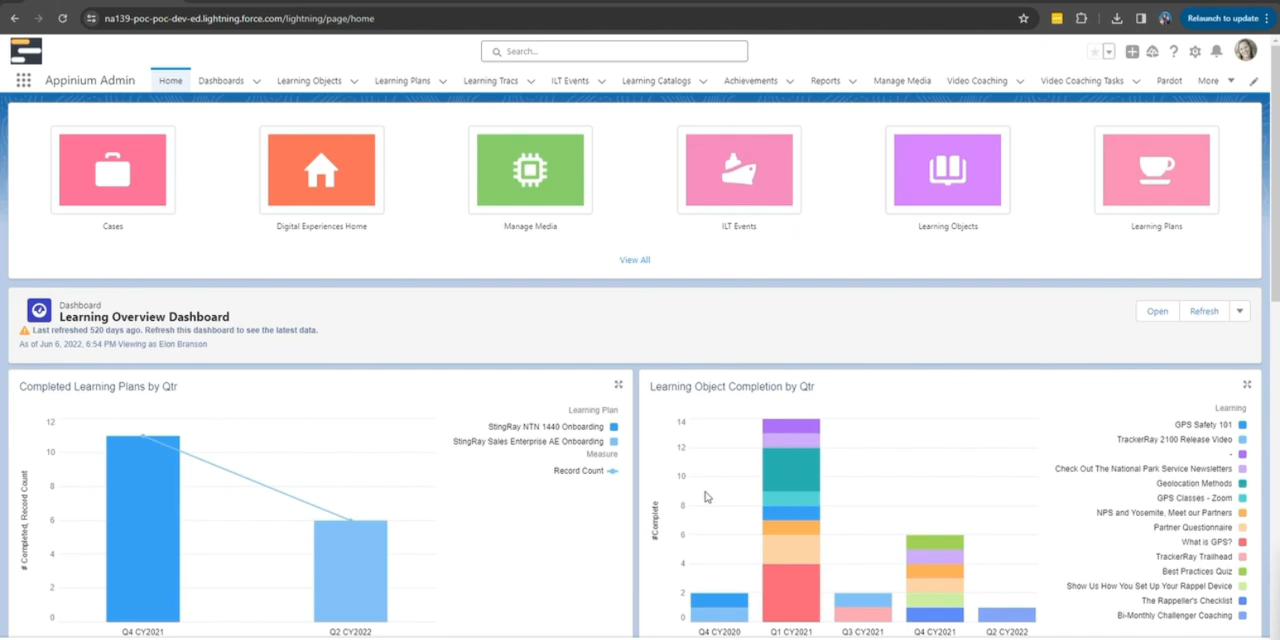 na139-poc-poc-dev-ed.lightning.force.com/lightning/page/home
Relaunch to update
Search...
Appinium Admin
Home
Dashboards
Learning Objects
Learning Plans
Learning Tracs
ILT Events
Learning Catalogs
Achievements
Reports
Manage Media
Video Coaching
Video Coaching Tasks
Pardot
More
Cases
Digital Experiences Home
Manage Media
ILT Events
Learning Objects
Learning Plans
View All
Dashboard
Learning Overview Dashboard
Last refreshed 520 days ago. Refresh this dashboard to see the latest data.
As of Jun 6, 2022, 6:54 PM·Viewing as Elon Branson
Open
Refresh
Completed Learning Plans by Qtr
Learning Plan
StingRay NTN 1440 Onboarding
StingRay Sales Enterprise AE Onboarding
Measure
Record Count
# Completed, Record Count
12
10
8
6
4
2
0
Q4 CY2021
Q2 CY2022
Learning Object Completion by Qtr
Learning
GPS Safety 101
TrackerRay 2100 Release Video
-
Check Out The National Park Service Newsletters
Geolocation Methods
GPS Classes - Zoom
NPS and Yosemite, Meet our Partners
Partner Questionnaire
What is GPS?
TrackerRay Trailhead
Best Practices Quiz
Show Us How You Set Up Your Rappel Device
The Rappeller's Checklist
Bi-Monthly Challenger Coaching
#Complete
14
12
10
8
6
4
2
0
Q4 CY2020
Q1 CY2021
Q3 CY2021
Q4 CY2021
Q2 CY2022